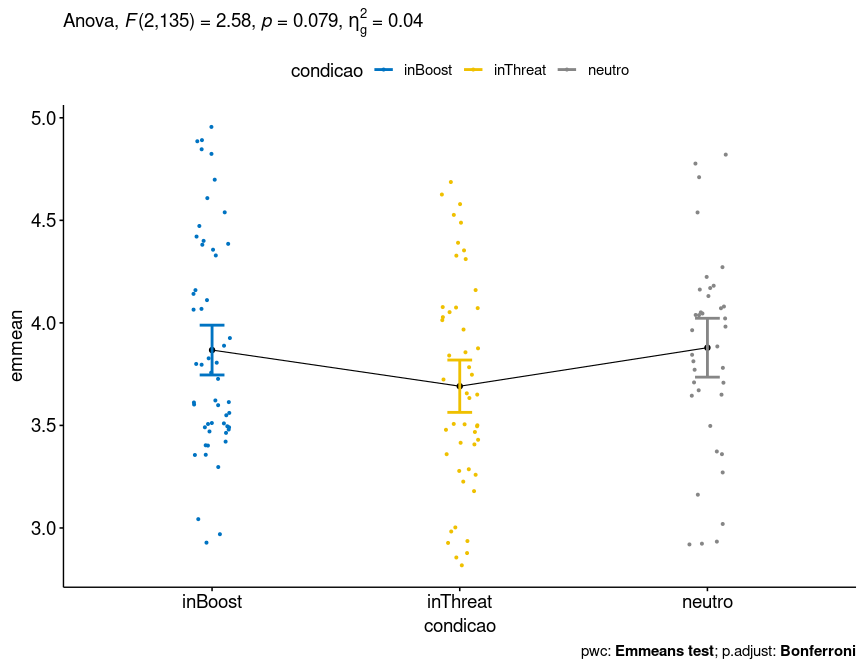 Anova, F(2,135) = 2.58, p = 0.079, η²g = 0.04
condicao inBoost inThreat neutro
5.0
4.5
4.0
3.5
3.0
emmean
inBoost inThreat neutro
condicao
pwc: Emmeans test; p.adjust: Bonferroni